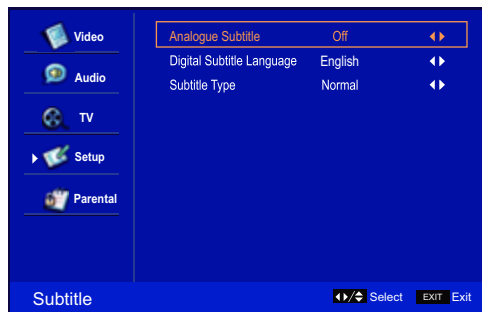 Video
Audio
TV
Setup
Parental
Analogue Subtitle Off
Digital Subtitle Language English
Subtitle Type Normal
Subtitle
/ Select EXIT Exit